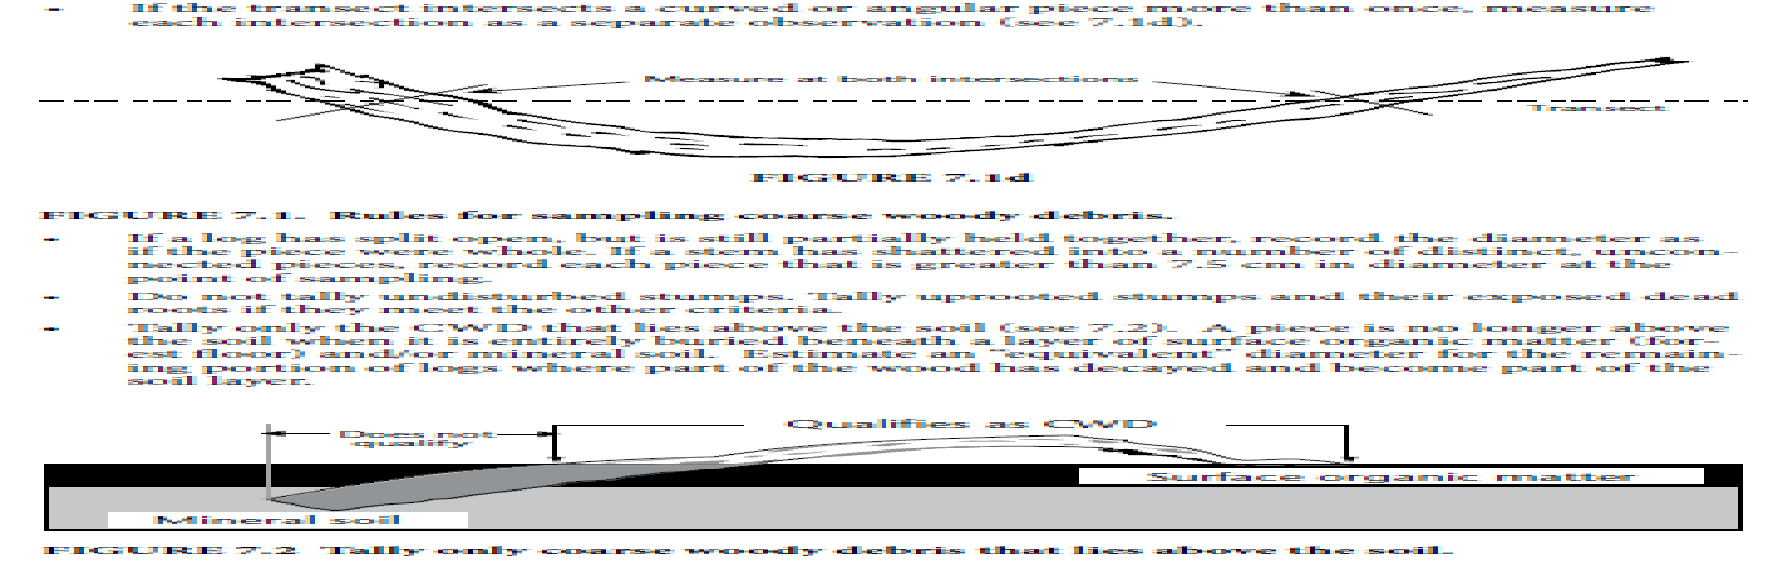 - If the transect intersects a curved or angular piece more than once, measure
each intersection as a separate observation (see 7.1d).
Measure at both intersections
Transect
FIGURE 7.1d
FIGURE 7.1. Rules for sampling coarse woody debris.
- If a log has split open, but is still partially held together, record the diameter as
if the piece were whole. If a stem has shattered into a number of distinct, uncon-
nected pieces, record each piece that is greater than 7.5 cm in diameter at the
point of sampling.
- Do not tally undisturbed stumps. Tally uprooted stumps and their exposed dead
roots if they meet the other criteria.
- Tally only the CWD that lies above the soil (see 7.2). A piece is no longer above
the soil when it is entirely buried beneath a layer of surface organic matter (for-
est floor) and/or mineral soil. Estimate an "equivalent" diameter for the remain-
ing portion of logs where part of the wood has decayed and become part of the
soil layer.
Qualifies as CWD
Does not
qualify
Surface organic matter
Mineral soil
FIGURE 7.2 Tally only coarse woody debris that lies above the soil.